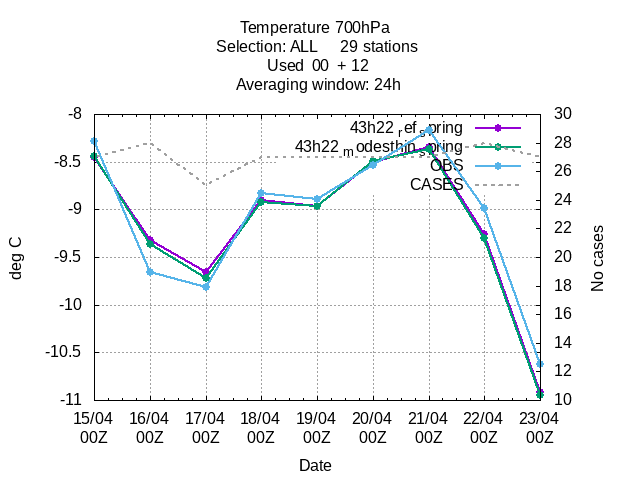 Temperature 700hPa
Selection: ALL 29 stations
Used 00 + 12
Averaging window: 24h
43h22_ref_spring
43h22_modesthin_spring
OBS
CASES
-8
-8.5
-9
-9.5
-10
-10.5
-11
30
28
26
24
22
20
18
16
14
12
10
deg C
No cases
15/04 16/04 17/04 18/04 19/04 20/04 21/04 22/04 23/04
00Z 00Z 00Z 00Z 00Z 00Z 00Z 00Z 00Z
Date